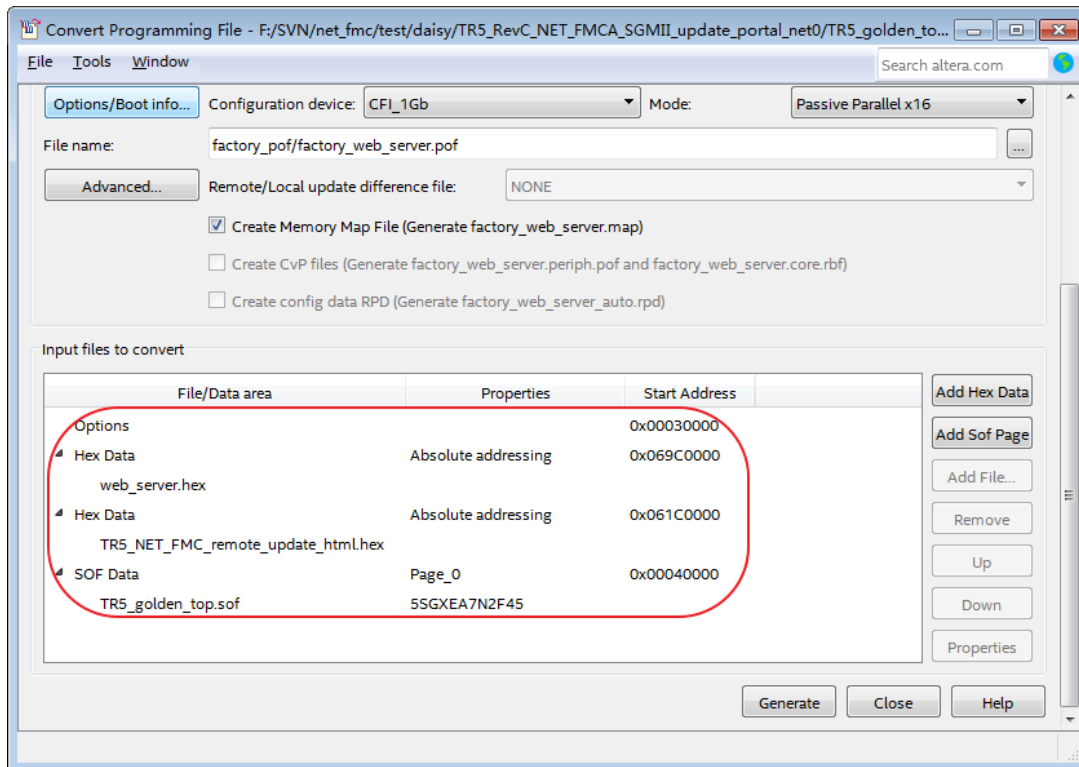 Convert Programming File - F:/SVN/net_fmc/test/daisy/TR5_RevC_NET_FMCA_SGMII_update_portal_net0/TR5_golden_to...
File Tools Window Search altera.com
Options/Boot info... Configuration device: CFI_1Gb Mode: Passive Parallel x16
File name: factory_pof/factory_web_server.pof ...
Advanced... Remote/Local update difference file: NONE
Create Memory Map File (Generate factory_web_server.map)
Create CvP files (Generate factory_web_server.periph.pof and factory_web_server.core.rbf)
Create config data RPD (Generate factory_web_server_auto.rpd)
Input files to convert
File/Data area Properties Start Address
Options 0x00030000
Hex Data Absolute addressing 0x069C0000
web_server.hex
Hex Data Absolute addressing 0x061C0000
TR5_NET_FMC_remote_update_html.hex
SOF Data Page_0 0x00040000
TR5_golden_top.sof 5SGXEA7N2F45
Add Hex Data
Add Sof Page
Add File...
Remove
Up
Down
Properties
Generate Close Help